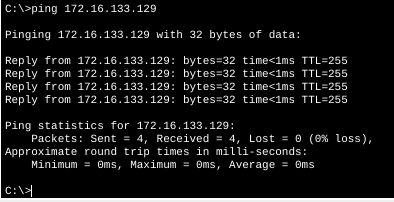 C:\>ping 172.16.133.129
Pinging 172.16.133.129 with 32 bytes of data:
Reply from 172.16.133.129: bytes=32 time<1ms TTL=255
Reply from 172.16.133.129: bytes=32 time<1ms TTL=255
Reply from 172.16.133.129: bytes=32 time<1ms TTL=255
Reply from 172.16.133.129: bytes=32 time<1ms TTL=255
Ping statistics for 172.16.133.129:
    Packets: Sent = 4, Received = 4, Lost = 0 (0% loss),
Approximate round trip times in milli-seconds:
    Minimum = 0ms, Maximum = 0ms, Average = 0ms
C:\>